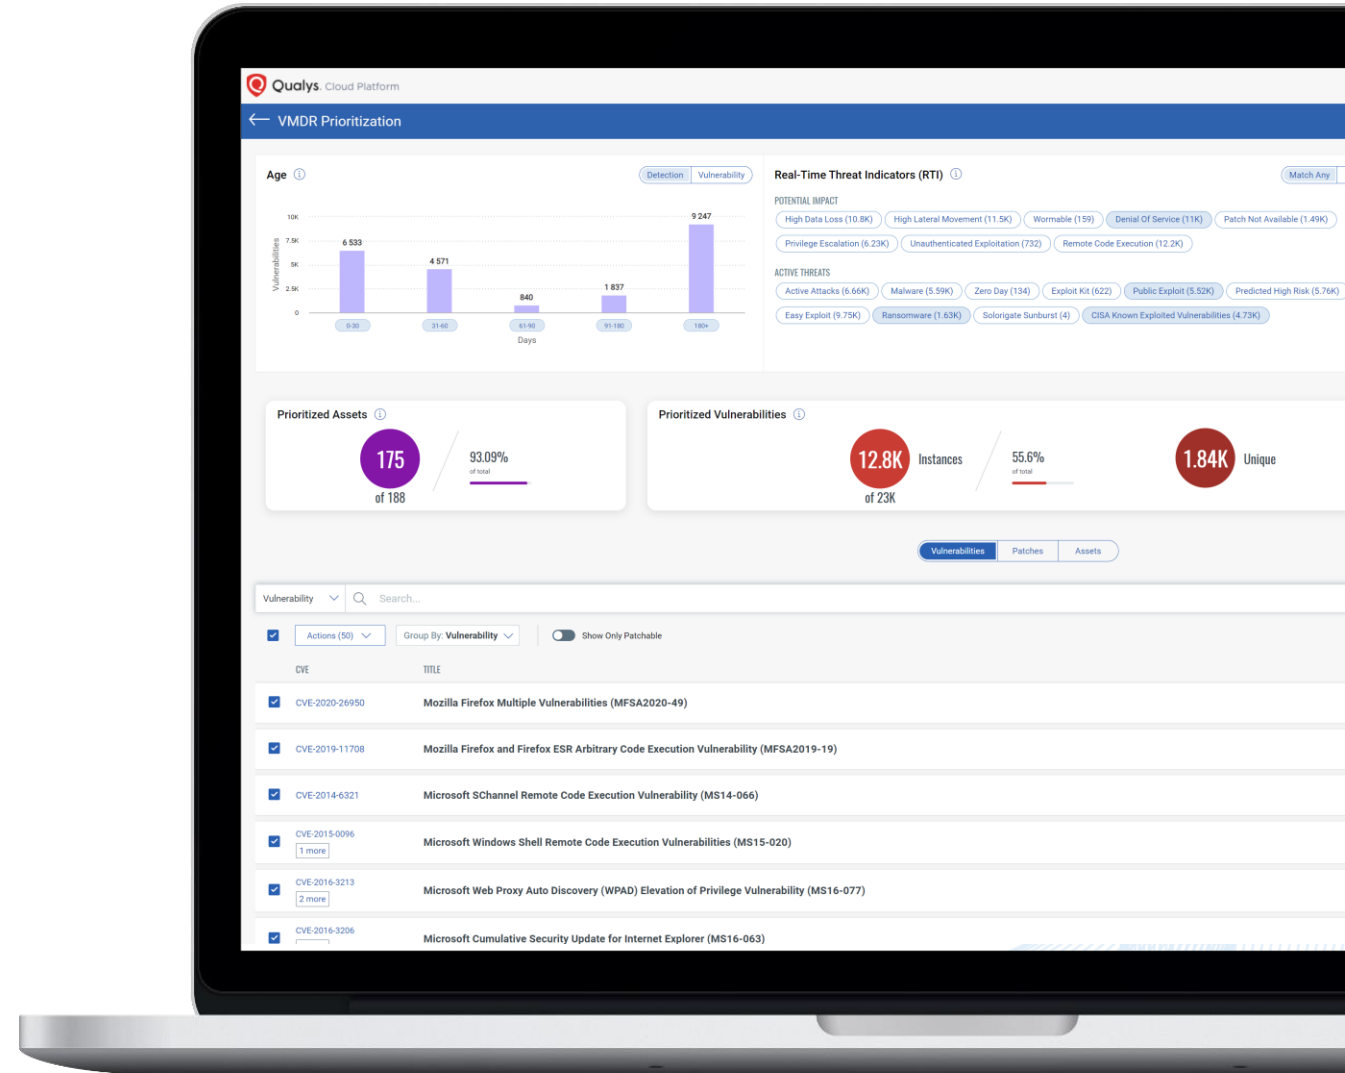 Qualys. Cloud Platform
VMDR Prioritization
Age
Detection Vulnerability
10K
7.5K
5K
2.5K
0
Vulnerabilities
6 533
4 571
840
1 837
9 247
0-30 31-60 61-90 91-180 180+
Days
Real-Time Threat Indicators (RTI)
Match Any
POTENTIAL IMPACT
High Data Loss (10.8K) High Lateral Movement (11.5K) Wormable (159) Denial Of Service (11K) Patch Not Available (1.49K)
Privilege Escalation (6.23K) Unauthenticated Exploitation (732) Remote Code Execution (12.2K)
ACTIVE THREATS
Active Attacks (6.66K) Malware (5.59K) Zero Day (134) Exploit Kit (622) Public Exploit (5.52K) Predicted High Risk (5.76K)
Easy Exploit (9.75K) Ransomware (1.63K) Solorigate Sunburst (4) CISA Known Exploited Vulnerabilities (4.73K)
Prioritized Assets
175
of 188
93.09%
of total
Prioritized Vulnerabilities
12.8K Instances
of 23K
55.6%
of total
1.84K Unique
Vulnerabilities Patches Assets
Vulnerability Search...
Actions (50) Group By: Vulnerability Show Only Patchable
CVE TITLE
CVE-2020-26950 Mozilla Firefox Multiple Vulnerabilities (MFSA2020-49)
CVE-2019-11708 Mozilla Firefox and Firefox ESR Arbitrary Code Execution Vulnerability (MFSA2019-19)
CVE-2014-6321 Microsoft SChannel Remote Code Execution Vulnerability (MS14-066)
CVE-2015-0096
1 more
Microsoft Windows Shell Remote Code Execution Vulnerabilities (MS15-020)
CVE-2016-3213
2 more
Microsoft Web Proxy Auto Discovery (WPAD) Elevation of Privilege Vulnerability (MS16-077)
CVE-2016-3206
Microsoft Cumulative Security Update for Internet Explorer (MS16-063)